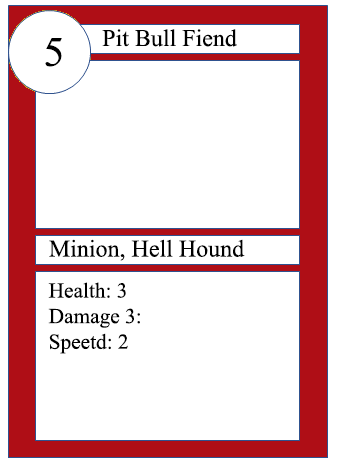 5
Pit Bull Fiend
Minion, Hell Hound
Health: 3
Damage 3:
Speetd: 2